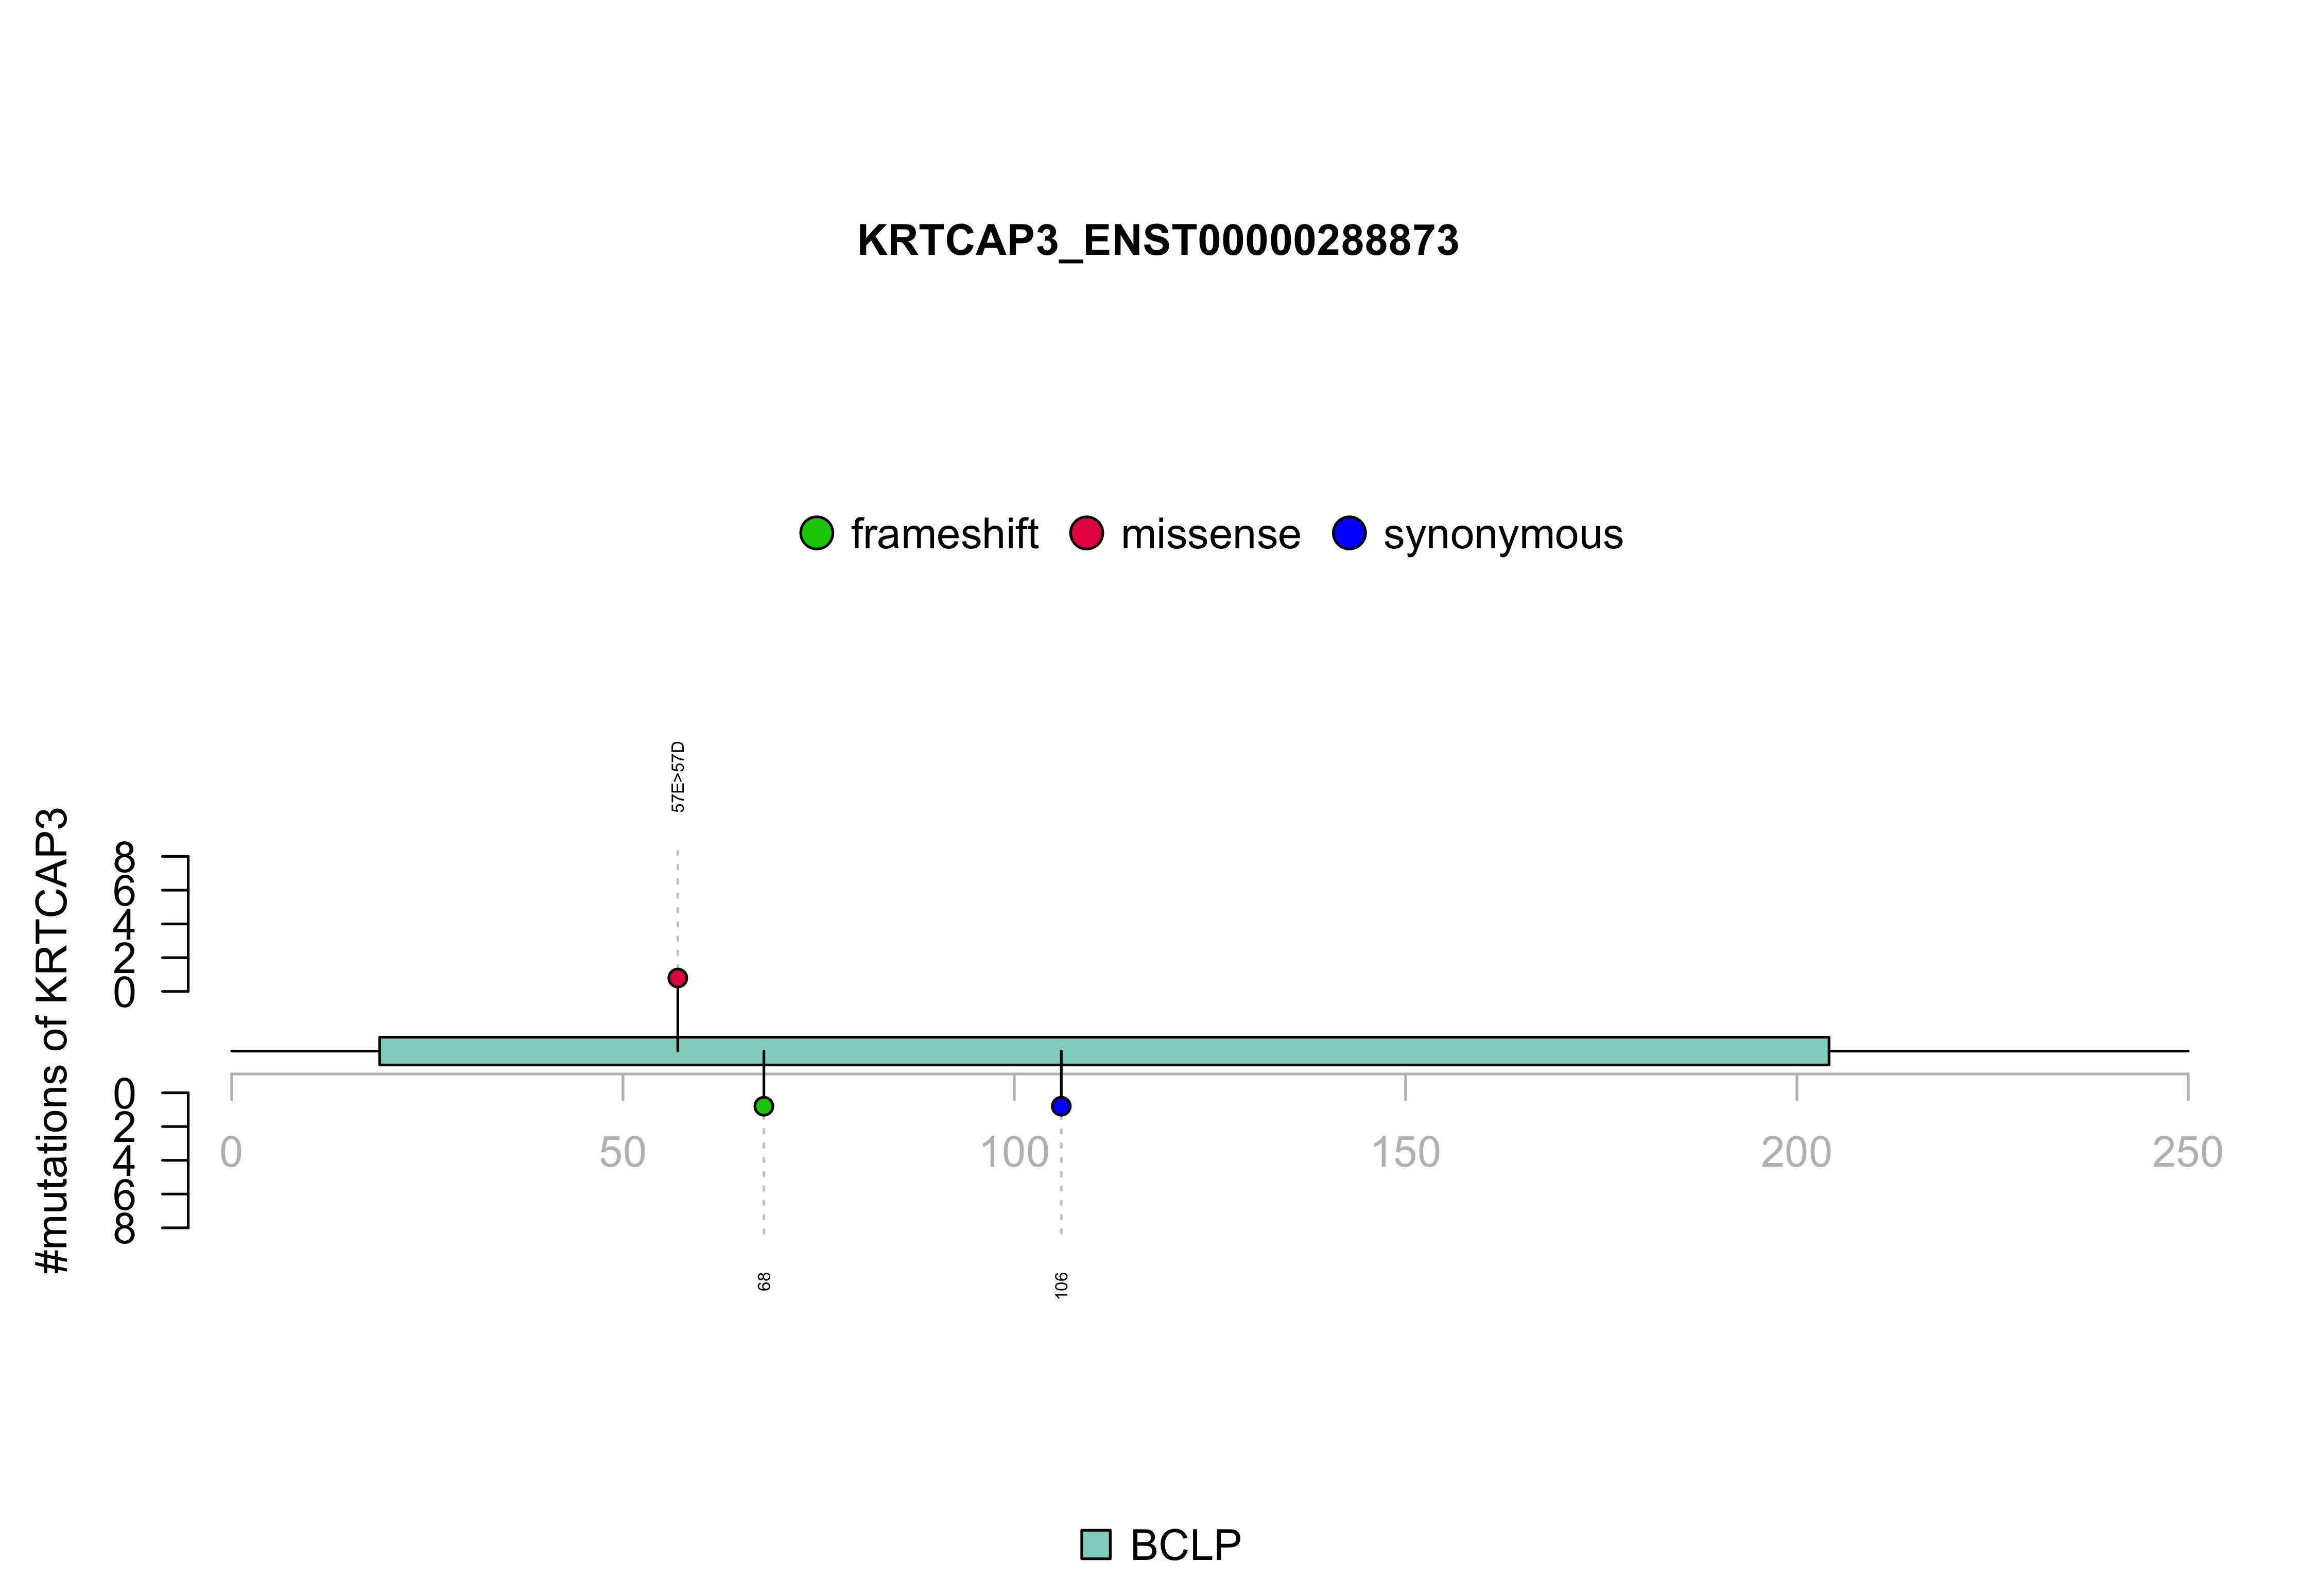 KRTCAP3_ENST00000288873
frameshift missense synonymous
57E>57D
#mutations of KRTCAP3
8
6
4
2
0
0
2
4
6
8
0 50 100 150 200 250
68 106
BCLP